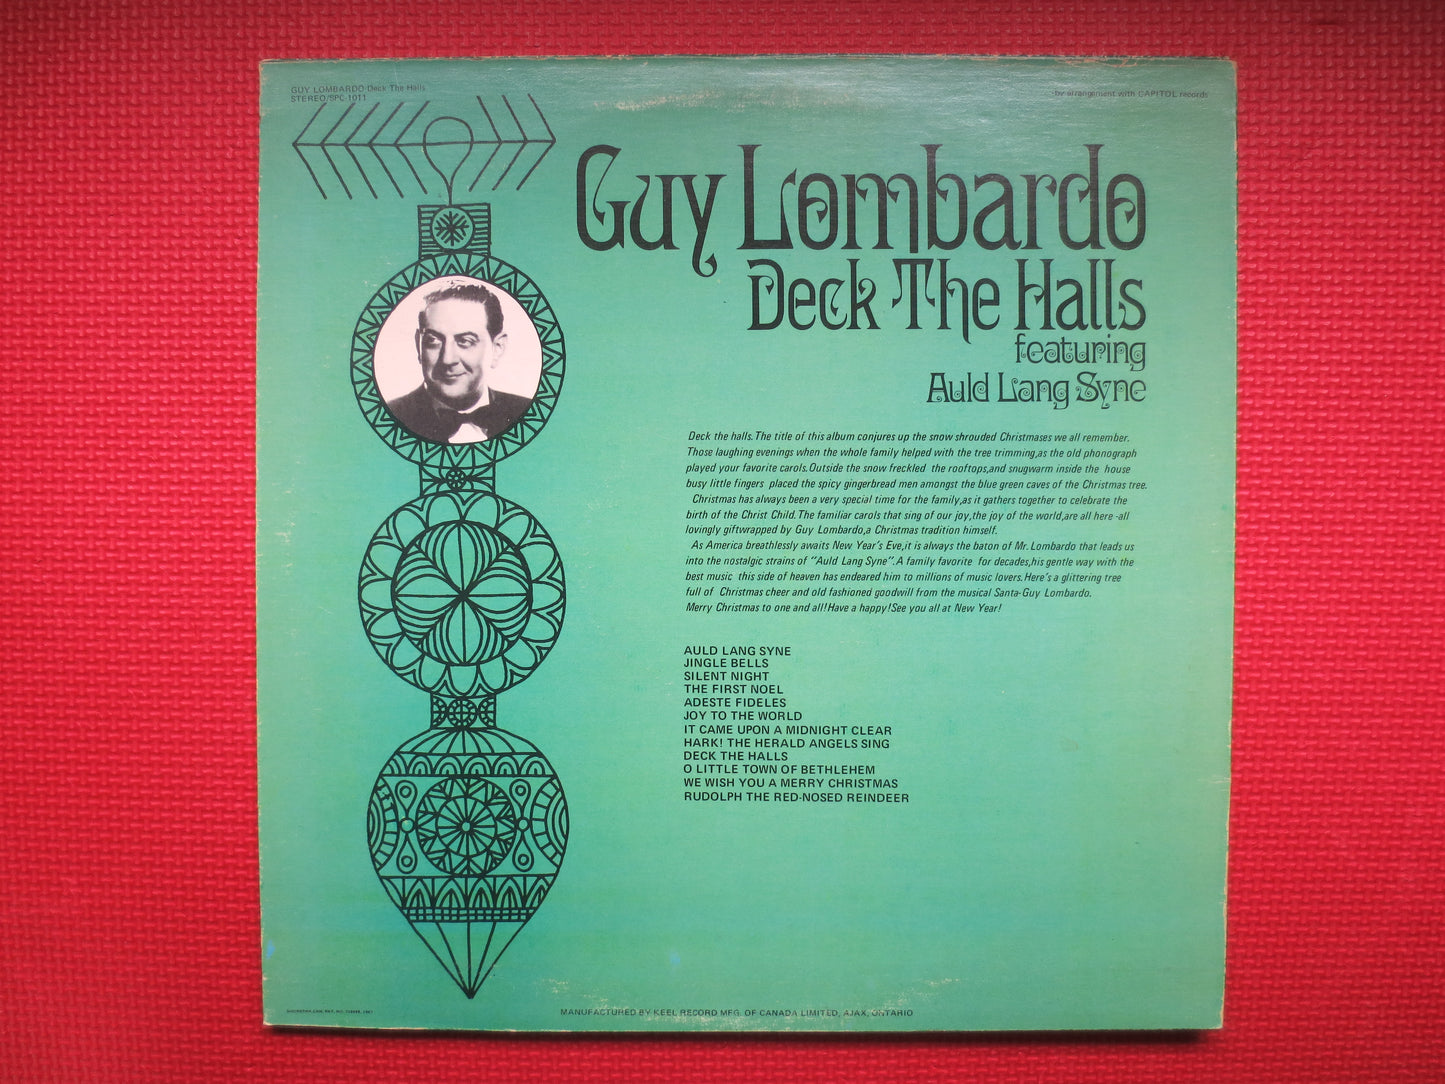 GUY LOMBARDO-Deck The Halls
STEREO/SPC-1011
-by arrangement with CAPITOL records
Guy Lombardo
Deck The Halls
featuring
Auld Lang Syne
Deck the halls.The title of this album conjures up the snow shrouded Christmases we all remember.
Those laughing evenings when the whole family helped with the tree trimming,as the old phonograph
played your favorite carols.Outside the snow freckled the rooftops,and snugwarm inside the house
busy little fingers placed the spicy gingerbread men amongst the blue green caves of the Christmas tree.
Christmas has always been a very special time for the family,as it gathers together to celebrate the
birth of the Christ Child.The familiar carols that sing of our joy,the joy of the world,are all here-all
lovingly giftwrapped by Guy Lombardo,a Christmas tradition himself.
As America breathlessly awaits New Year's Eve,it is always the baton of Mr.Lombardo that leads us
into the nostalgic strains of "Auld Lang Syne".A family favorite for decades,his gentle way with the
best music this side of heaven has endeared him to millions of music lovers.Here's a glittering tree
full of Christmas cheer and old fashioned goodwill from the musical Santa-Guy Lombardo.
Merry Christmas to one and all!Have a happy!See you all at New Year!
AULD LANG SYNE
JINGLE BELLS
SILENT NIGHT
THE FIRST NOEL
ADESTE FIDELES
JOY TO THE WORLD
IT CAME UPON A MIDNIGHT CLEAR
HARK! THE HERALD ANGELS SING
DECK THE HALLS
O LITTLE TOWN OF BETHLEHEM
WE WISH YOU A MERRY CHRISTMAS
RUDOLPH THE RED-NOSED REINDEER
MANUFACTURED BY KEEL RECORD MFG. OF CANADA LIMITED, AJAX, ONTARIO